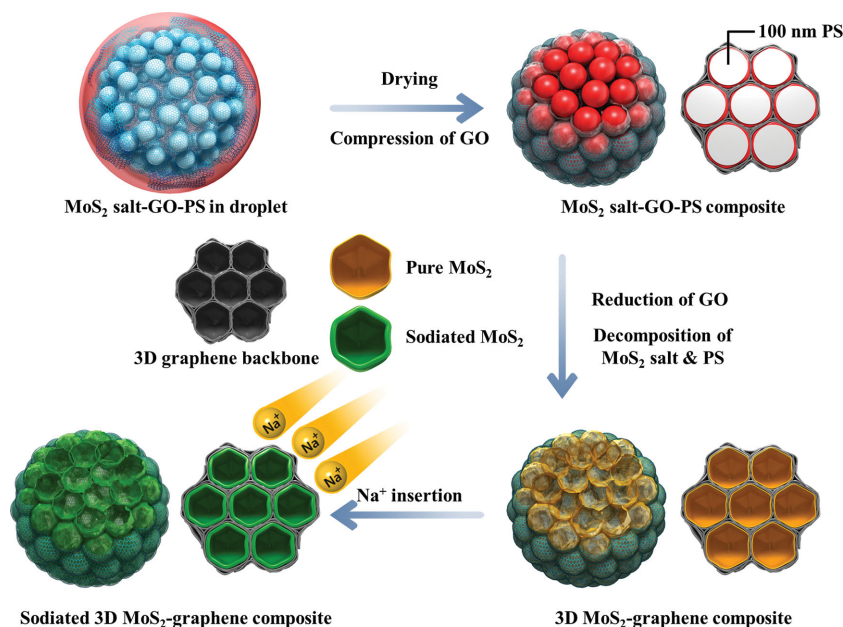 100 nm PS
Drying
Compression of GO
MoS₂ salt-GO-PS in droplet
MoS₂ salt-GO-PS composite
Pure MoS₂
Sodiated MoS₂
3D graphene backbone
Reduction of GO
Decomposition of
MoS₂ salt & PS
Na⁺
Na⁺
Na⁺
Na⁺ insertion
Sodiated 3D MoS₂-graphene composite
3D MoS₂-graphene composite